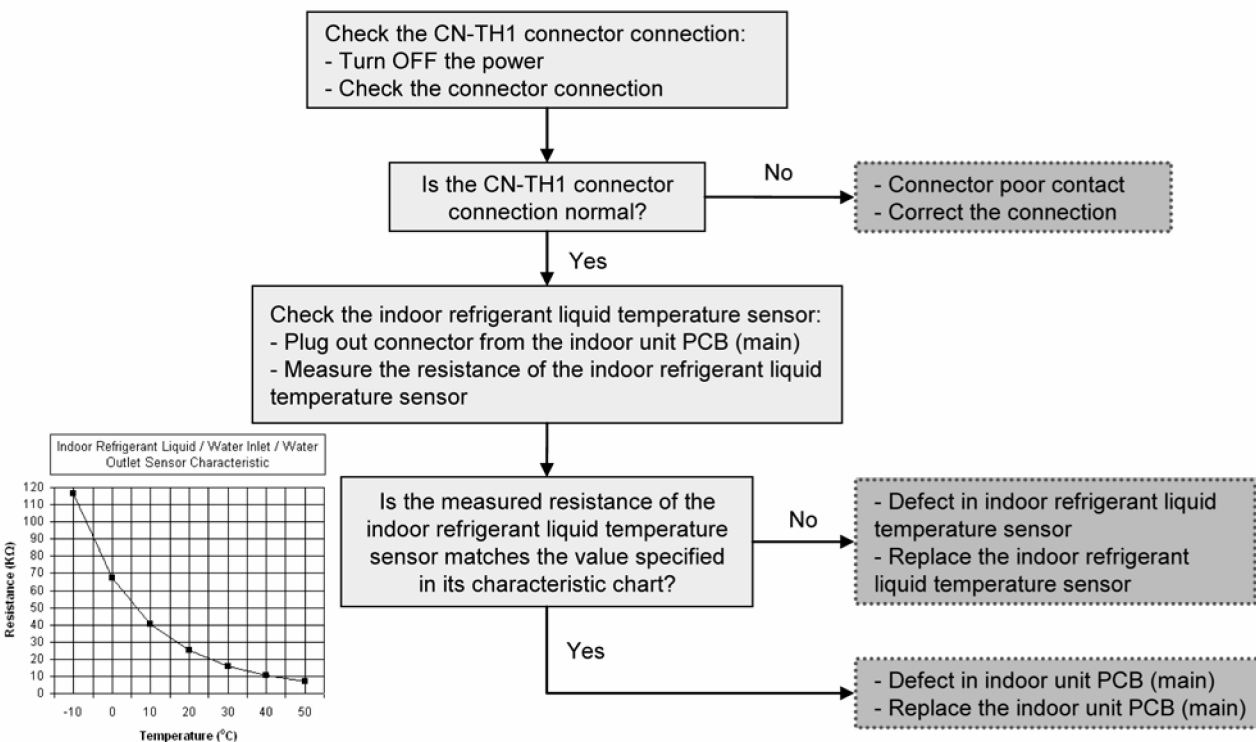 Check the CN-TH1 connector connection:
- Turn OFF the power
- Check the connector connection
Is the CN-TH1 connector
connection normal?
No
- Connector poor contact
- Correct the connection
Yes
Check the indoor refrigerant liquid temperature sensor:
- Plug out connector from the indoor unit PCB (main)
- Measure the resistance of the indoor refrigerant liquid
temperature sensor
Indoor Refrigerant Liquid / Water Inlet / Water
Outlet Sensor Characteristic
Resistance (KΩ)
120
110
100
90
80
70
60
50
40
30
20
10
0
-10 0 10 20 30 40 50
Temperature (°C)
Is the measured resistance of the
indoor refrigerant liquid temperature
sensor matches the value specified
in its characteristic chart?
No
- Defect in indoor refrigerant liquid
temperature sensor
- Replace the indoor refrigerant
liquid temperature sensor
Yes
- Defect in indoor unit PCB (main)
- Replace the indoor unit PCB (main)